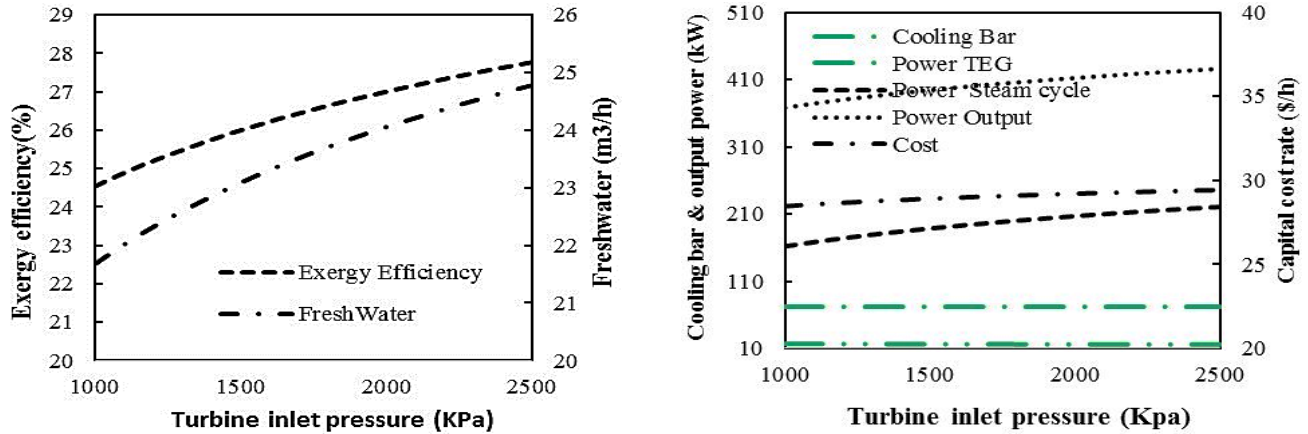 29
28
27
26
25
24
23
22
21
20
Exergy efficiency(%)
26
25
24
23
22
21
20
Freshwater (m3/h)
Exergy Efficiency
FreshWater
1000
1500
2000
2500
Turbine inlet pressure (KPa)
510
410
310
210
110
10
Cooling bar & output power (kW)
40
35
30
25
20
Capital cost rate ($/h)
Cooling Bar
Power TEG
Power Steam cycle
Power Output
Cost
1000
1500
2000
2500
Turbine inlet pressure (Kpa)